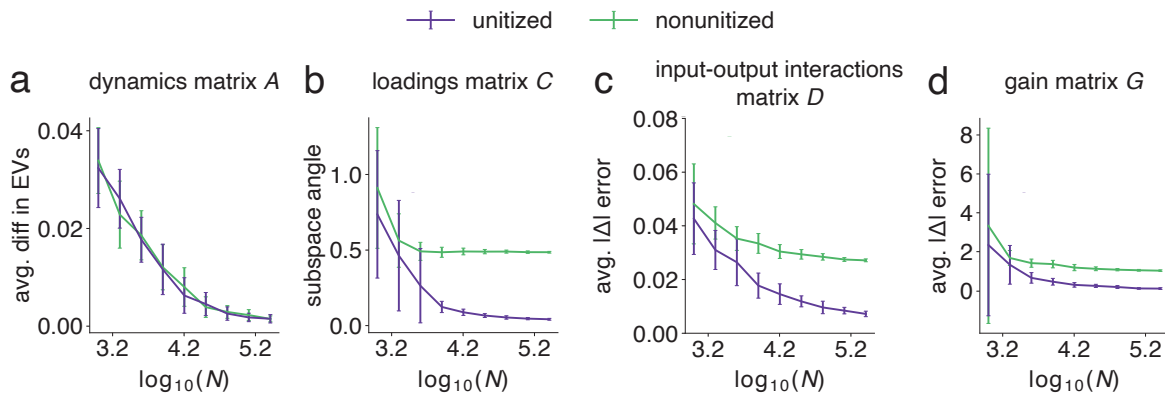 unitized nonunitized
a dynamics matrix A
avg. diff in EVs
0.04
0.02
0.00
3.2 4.2 5.2
log₁₀(N)
b loadings matrix C
subspace angle
1.0
0.5
0.0
3.2 4.2 5.2
log₁₀(N)
c input-output interactions
matrix D
avg. |Δ| error
0.08
0.06
0.04
0.02
0.00
3.2 4.2 5.2
log₁₀(N)
d gain matrix G
avg. |Δ| error
8
6
4
2
0
3.2 4.2 5.2
log₁₀(N)